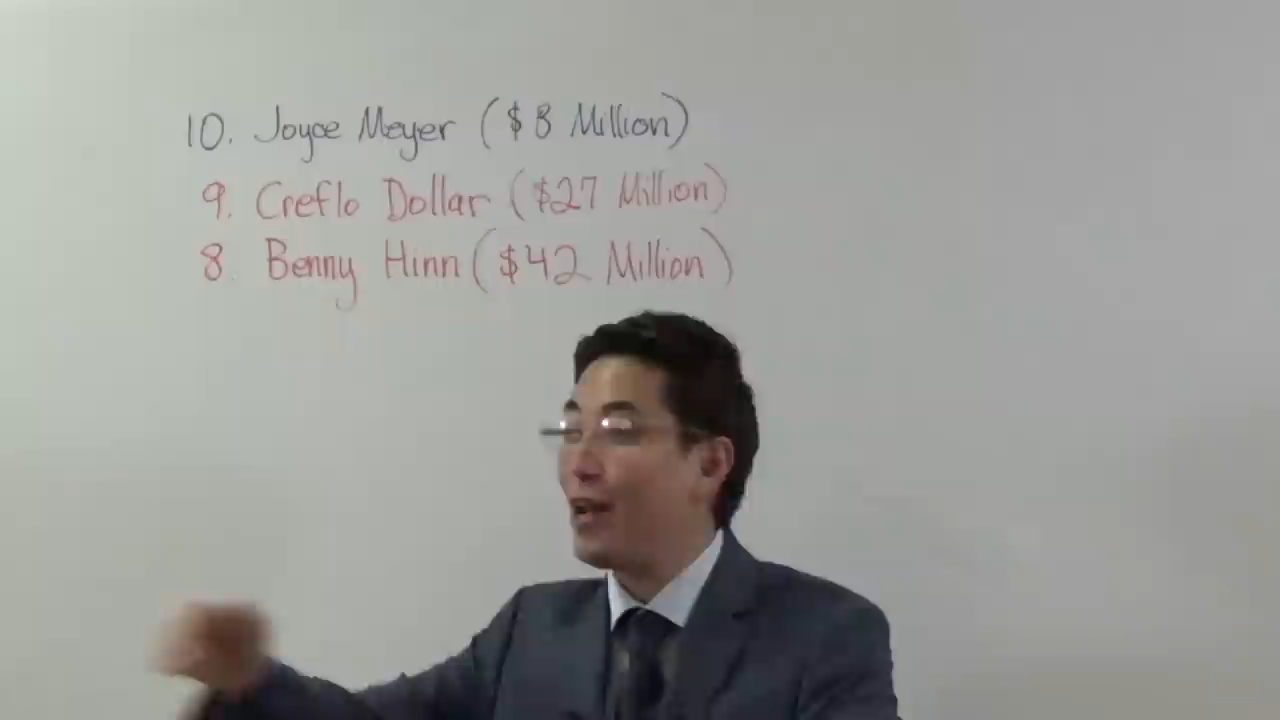 10. Joyce Meyer ($8 Million)
9. Creflo Dollar ($27 Million)
8. Benny Hinn ($42 Million)